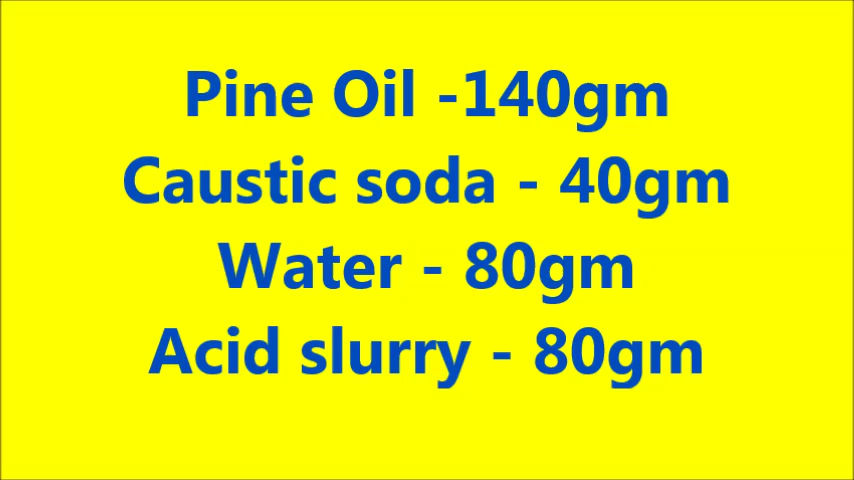 Pine Oil -140gm
Caustic soda - 40gm
Water - 80gm
Acid slurry - 80gm